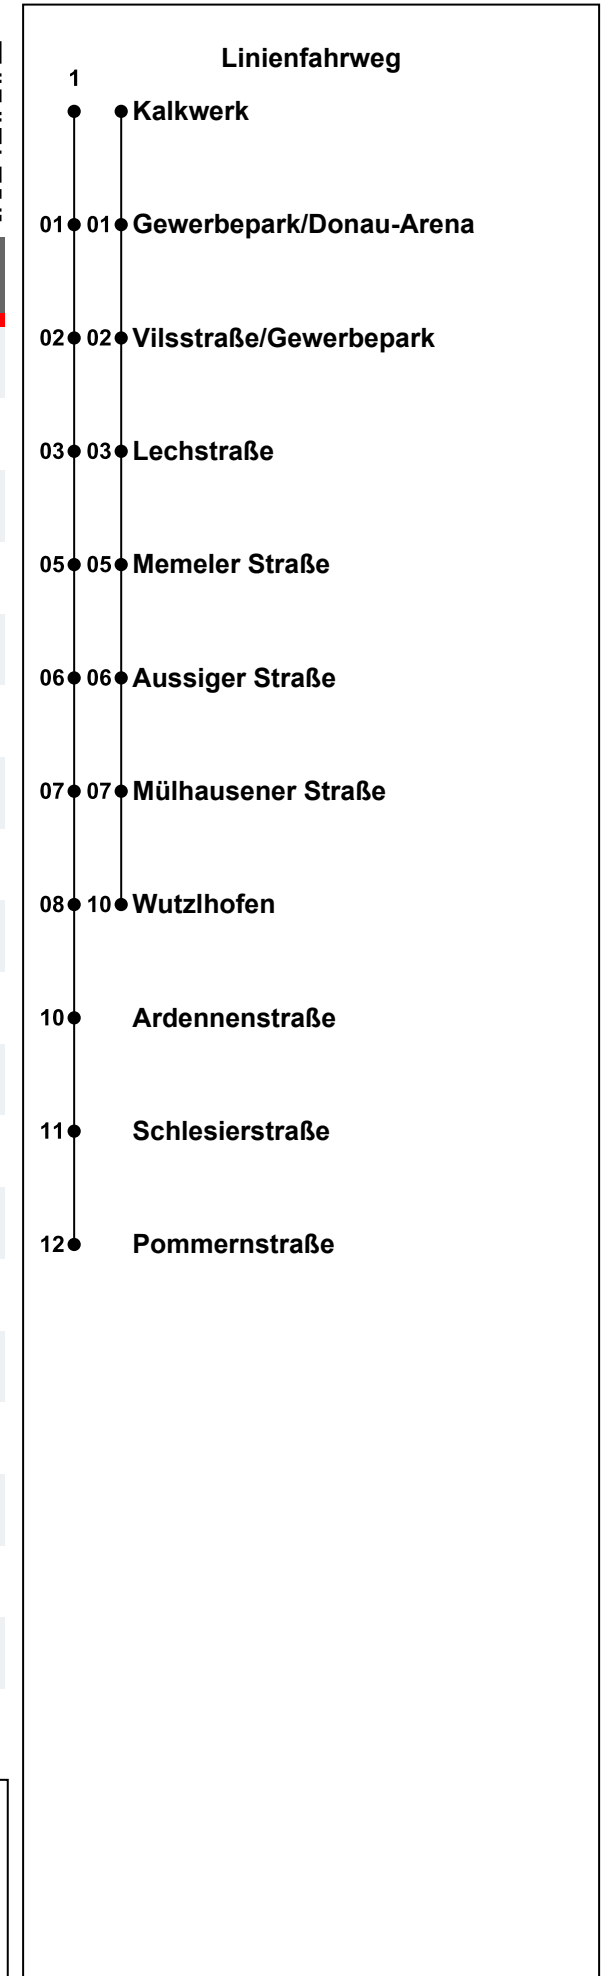 Linienfahrweg
1
Kalkwerk
01 01 Gewerbepark/Donau-Arena
02 02 Vilsstraße/Gewerbepark
03 03 Lechstraße
05 05 Memeler Straße
06 06 Aussiger Straße
07 07 Mülhausener Straße
08 10 Wutzlhofen
10 Ardennenstraße
11 Schlesierstraße
12 Pommernstraße